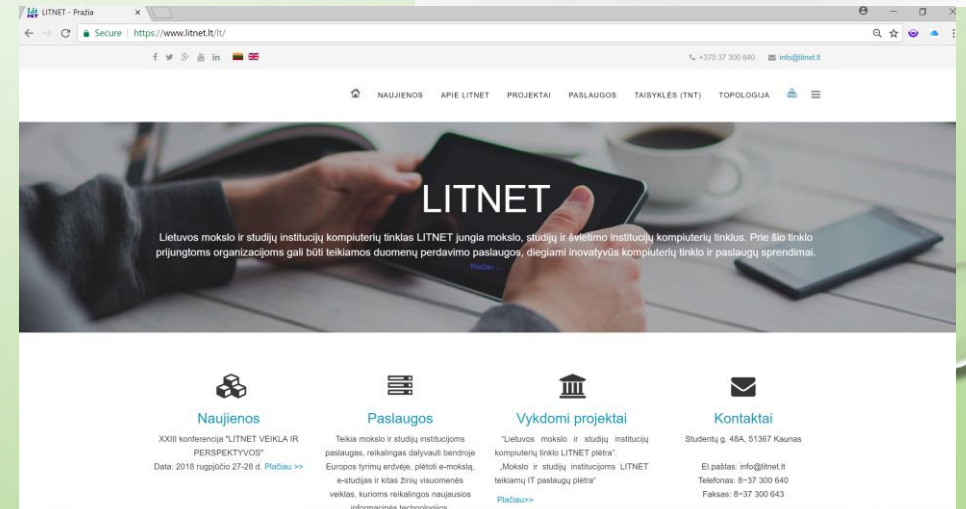 LITNET - Pražia
Secure https://www.litnet.lt/lt/
+370 37 300 640 info@litnet.lt
NAUJIENOS APIE LITNET PROJEKTAI PASLAUGOS TAISYKLĖS (TNT) TOPOLOGIJA
LITNET
Lietuvos mokslo ir studijų institucijų kompiuterių tinklas LITNET jungia mokslo, studijų ir švietimo institucijų kompiuterių tinklus. Prie šio tinklo
prijungtoms organizacijoms gali būti teikiamos duomenų perdavimo paslaugos, diegiami inovatyvūs kompiuterių tinklo ir paslaugų sprendimai.
Plačiau ...
Naujienos
XXIII konferencija "LITNET VEIKLA IR
PERSPEKTYVOS"
Data: 2018 rugpjūčio 27-28 d. Plačiau >>
Paslaugos
Teikia mokslo ir studijų institucijoms
paslaugas, reikalingas dalyvauti bendroje
Europos tyrimų erdvėje, plėtoti e-mokslą,
e-studijas ir kitas žinių visuomenės
veiklas, kurioms reikalingos naujausios
informacinės technologijos
Vykdomi projektai
"Lietuvos mokslo ir studijų institucijų
kompiuterių tinklo LITNET plėtra".
„Mokslo ir studijų institucijoms LITNET
teikiamų IT paslaugų plėtra"
Plačiau>>
Kontaktai
Studentų g. 48A, 51367 Kaunas
El.paštas: info@litnet.lt
Telefonas: 8~37 300 640
Faksas: 8~37 300 643